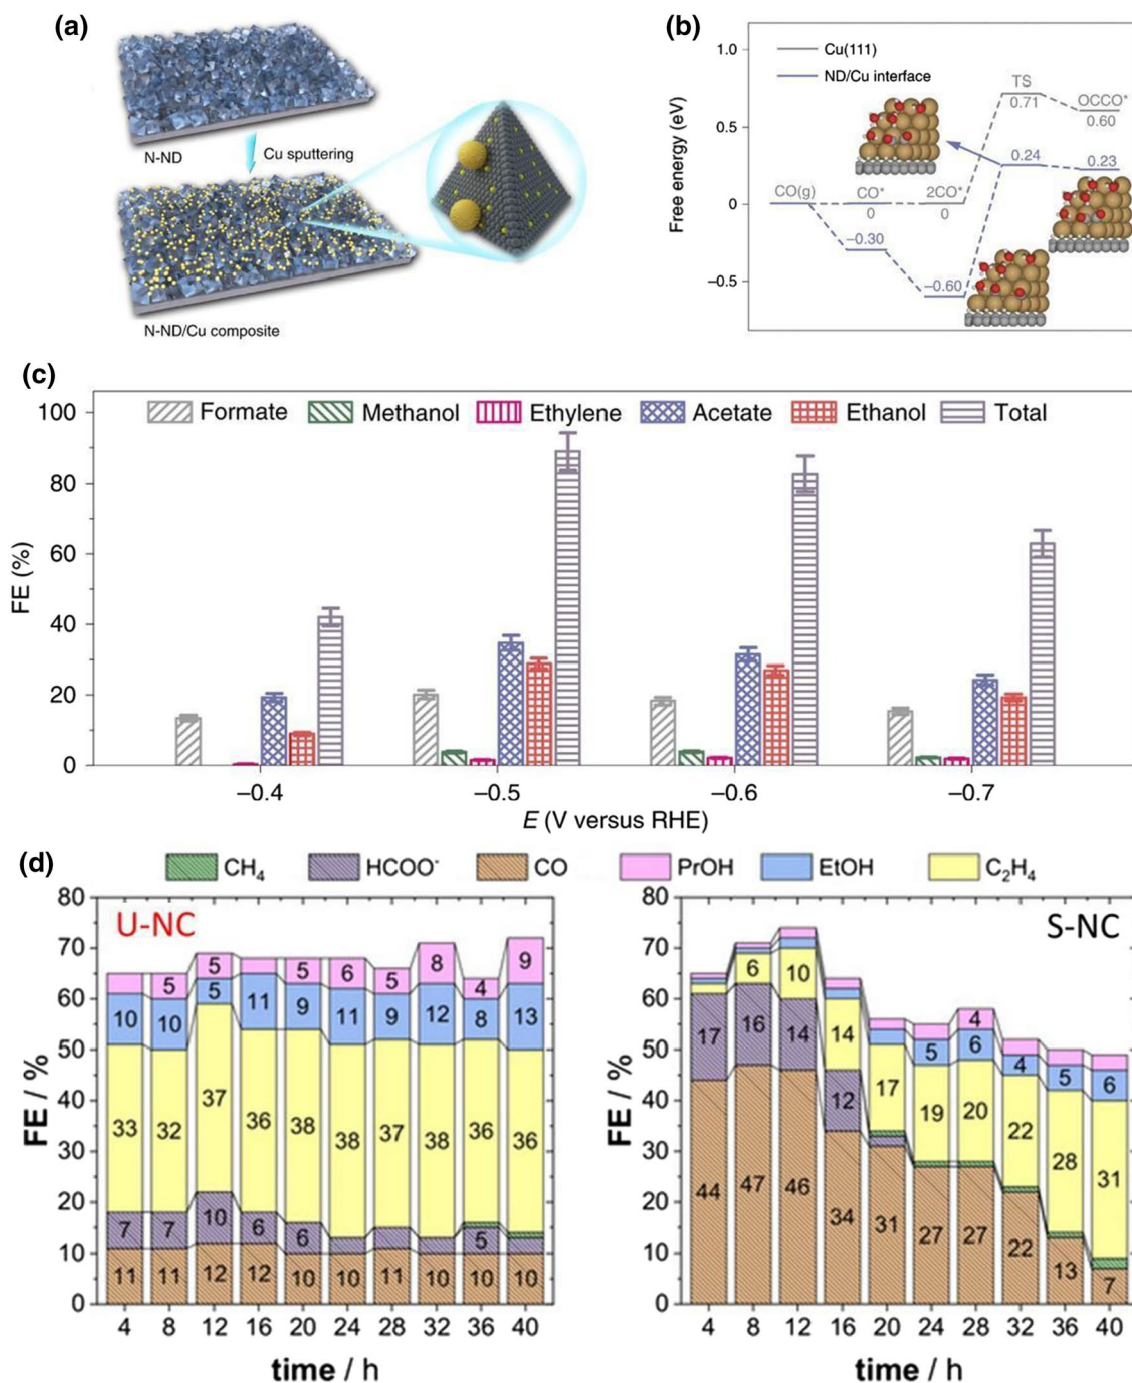 (a)
N-ND
Cu sputtering
N-ND/Cu composite
(b)
Free energy (eV)
1.0
0.5
0
−0.5
Cu(111)
ND/Cu interface
TS
0.71
OCCO*
0.60
0.24
0.23
CO(g)
CO*
0
2CO*
0
−0.30
−0.60
(c)
FE (%)
100
80
60
40
20
0
Formate Methanol Ethylene Acetate Ethanol Total
−0.4 −0.5 −0.6 −0.7
E (V versus RHE)
(d)
CH4 HCOO- CO PrOH EtOH C2H4
FE / %
80
70
60
50
40
30
20
10
0
U-NC
5 5 5 6 5 8 4 9
10 10 5 11 9 11 9 12 8 13
33 32 37 36 38 38 37 38 36 36
7 7 10 6 6 5
11 11 12 12 10 10 11 10 10 10
4 8 12 16 20 24 28 32 36 40
time / h
FE / %
80
70
60
50
40
30
20
10
0
S-NC
4
5 6 4 5 6
6 10 14 17 19 20 22 28 31
17 16 14 12
44 47 46 34 31 27 27 22 13 7
4 8 12 16 20 24 28 32 36 40
time / h